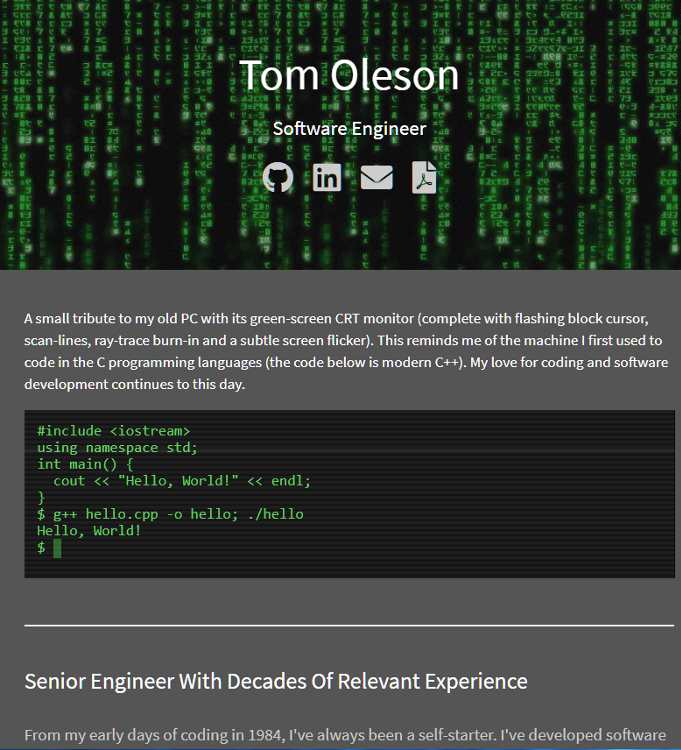 Tom Oleson
Software Engineer
A small tribute to my old PC with its green-screen CRT monitor (complete with flashing block cursor,
scan-lines, ray-trace burn-in and a subtle screen flicker). This reminds me of the machine I first used to
code in the C programming languages (the code below is modern C++). My love for coding and software
development continues to this day.
#include <iostream>
using namespace std;
int main() {
  cout << "Hello, World!" << endl;
}
$ g++ hello.cpp -o hello; ./hello
Hello, World!
$
Senior Engineer With Decades Of Relevant Experience
From my early days of coding in 1984, I've always been a self-starter. I've developed software